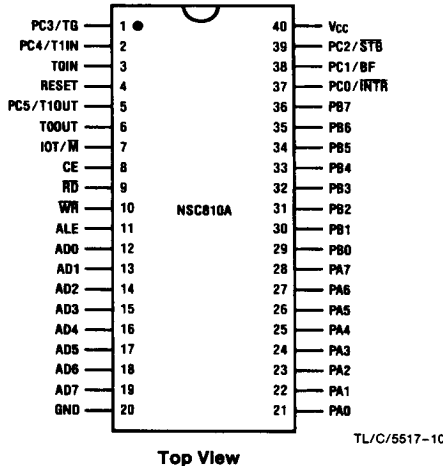 PC3/TG 1 40 VCC
PC4/T1IN 2 39 PC2/STB
T0IN 3 38 PC1/BF
RESET 4 37 PC0/INTR
PC5/T1OUT 5 36 PB7
T0OUT 6 35 PB6
IOT/M 7 34 PB5
CE 8 33 PB4
RD 9 32 PB3
WR 10 NSC810A 31 PB2
ALE 11 30 PB1
AD0 12 29 PB0
AD1 13 28 PA7
AD2 14 27 PA6
AD3 15 26 PA5
AD4 16 25 PA4
AD5 17 24 PA3
AD6 18 23 PA2
AD7 19 22 PA1
GND 20 21 PA0
TL/C/5517-10
Top View